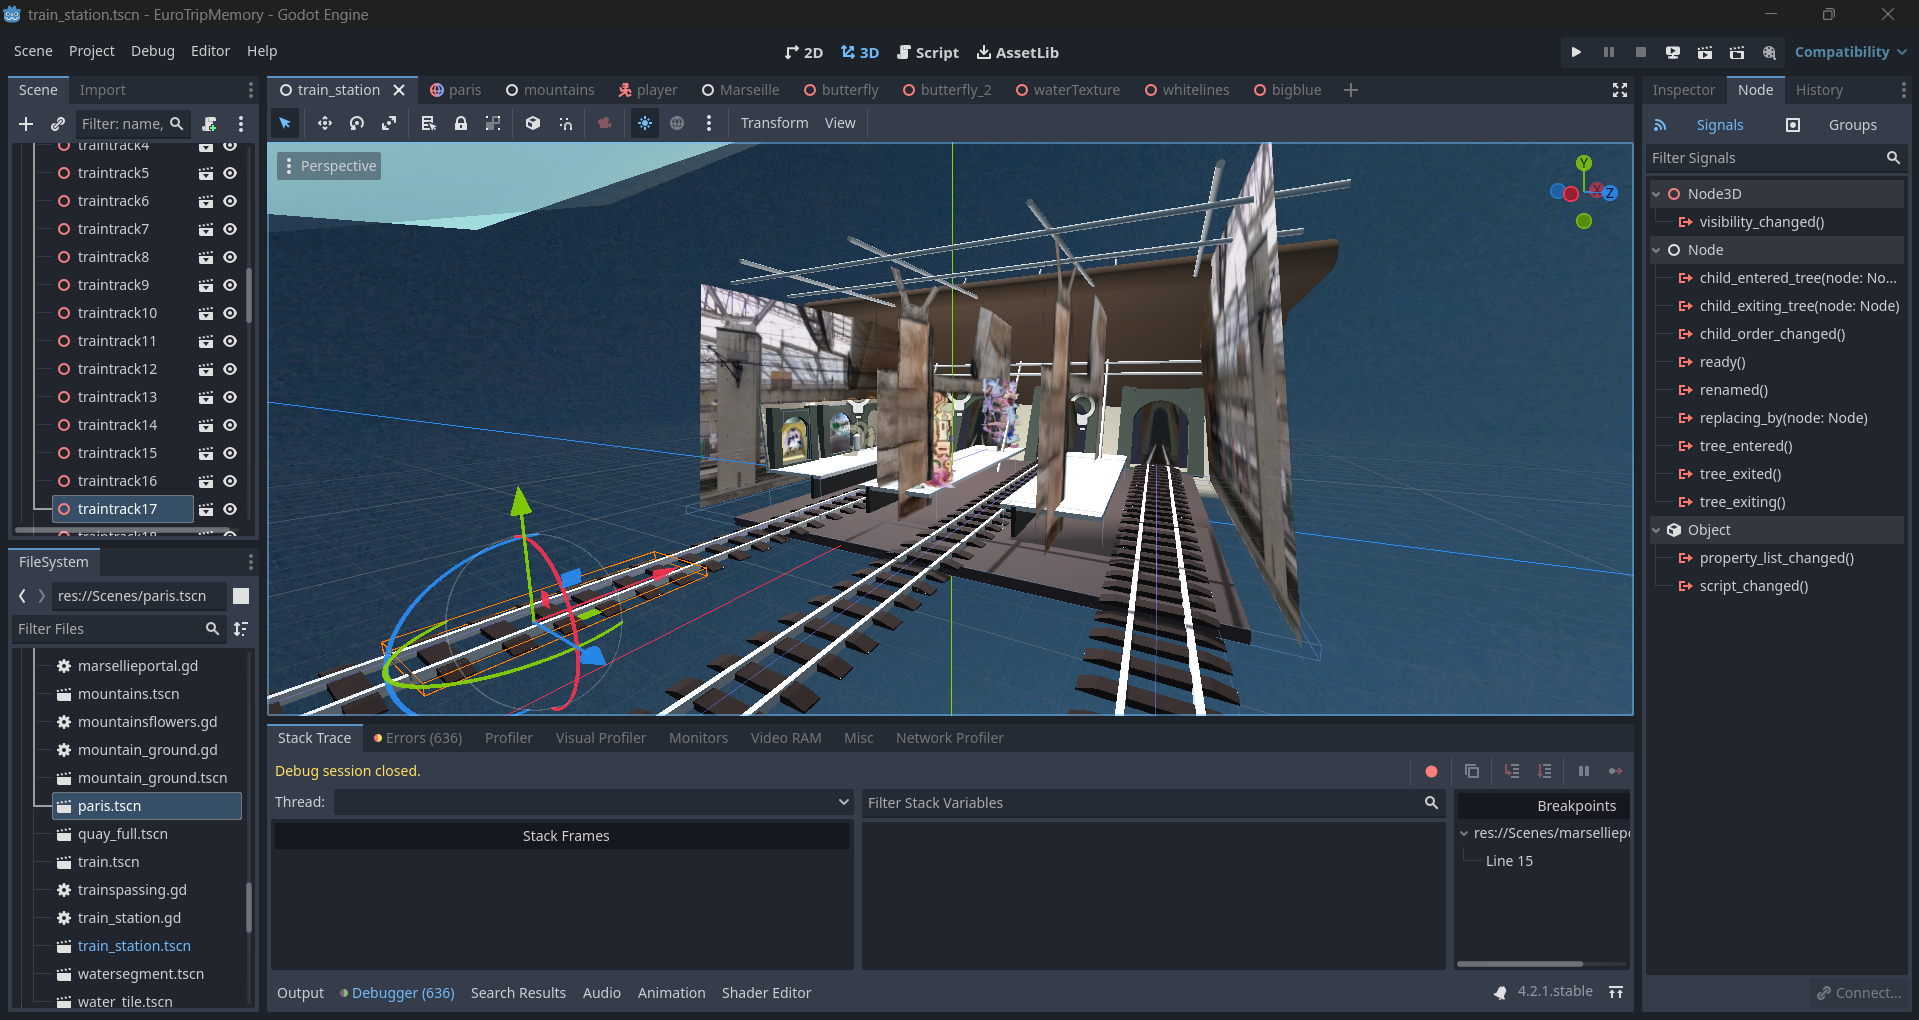 train_station.tscn - EuroTripMemory - Godot Engine
Scene Project Debug Editor Help
2D 3D Script AssetLib
Compatibility
Scene Import
Filter: name,
traintrack4
traintrack5
traintrack6
traintrack7
traintrack8
traintrack9
traintrack10
traintrack11
traintrack12
traintrack13
traintrack14
traintrack15
traintrack16
traintrack17
traintrack18
FileSystem
res://Scenes/paris.tscn
Filter Files
marsellieportal.gd
mountains.tscn
mountainsflowers.gd
mountain_ground.gd
mountain_ground.tscn
paris.tscn
quay_full.tscn
train.tscn
trainspassing.gd
train_station.gd
train_station.tscn
watersegment.tscn
water_tile.tscn
train_station paris mountains player Marseille butterfly butterfly_2 waterTexture whitelines bigblue
Transform View
Perspective
Y
X Z
Stack Trace Errors (636) Profiler Visual Profiler Monitors Video RAM Misc Network Profiler
Debug session closed.
Thread:
Filter Stack Variables
Stack Frames
Breakpoints
res://Scenes/marselliepo
Line 15
Output Debugger (636) Search Results Audio Animation Shader Editor
4.2.1.stable
Inspector Node History
Signals Groups
Filter Signals
Node3D
visibility_changed()
Node
child_entered_tree(node: No...
child_exiting_tree(node: Node)
child_order_changed()
ready()
renamed()
replacing_by(node: Node)
tree_entered()
tree_exited()
tree_exiting()
Object
property_list_changed()
script_changed()
Connect...